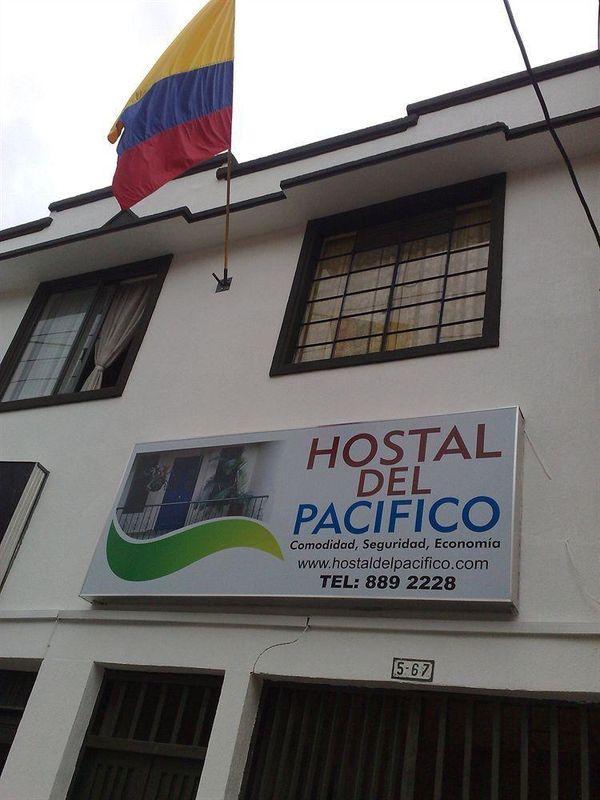 HOSTAL
DEL
PACIFICO
Comodidad, Seguridad, Economía
www.hostaldelpacifico.com
TEL: 889 2228
5-67